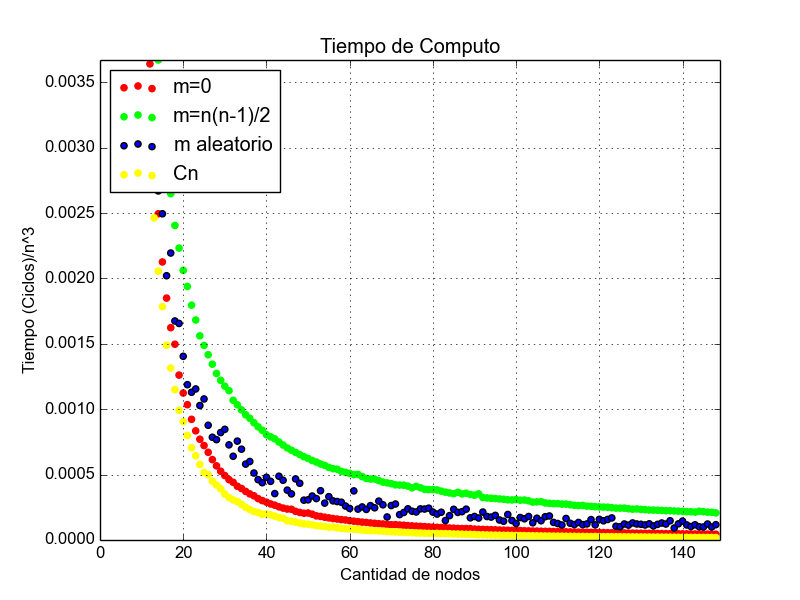 Tiempo de Computo
m=0
m=n(n-1)/2
m aleatorio
Cn
Tiempo (Ciclos)/n^3
0.0035
0.0030
0.0025
0.0020
0.0015
0.0010
0.0005
0.0000
0 20 40 60 80 100 120 140
Cantidad de nodos